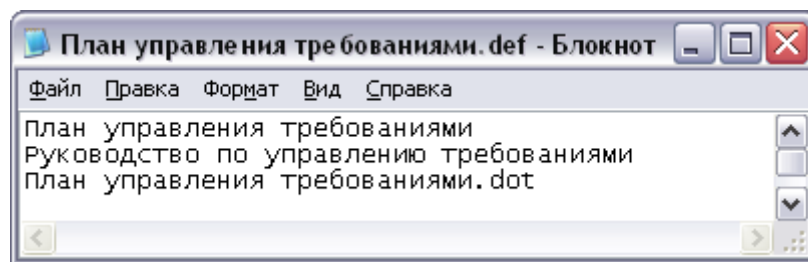 План управления требованиями.def - Блокнот
Файл Правка Формат Вид Справка
План управления требованиями
Руководство по управлению требованиями
План управления требованиями.dot